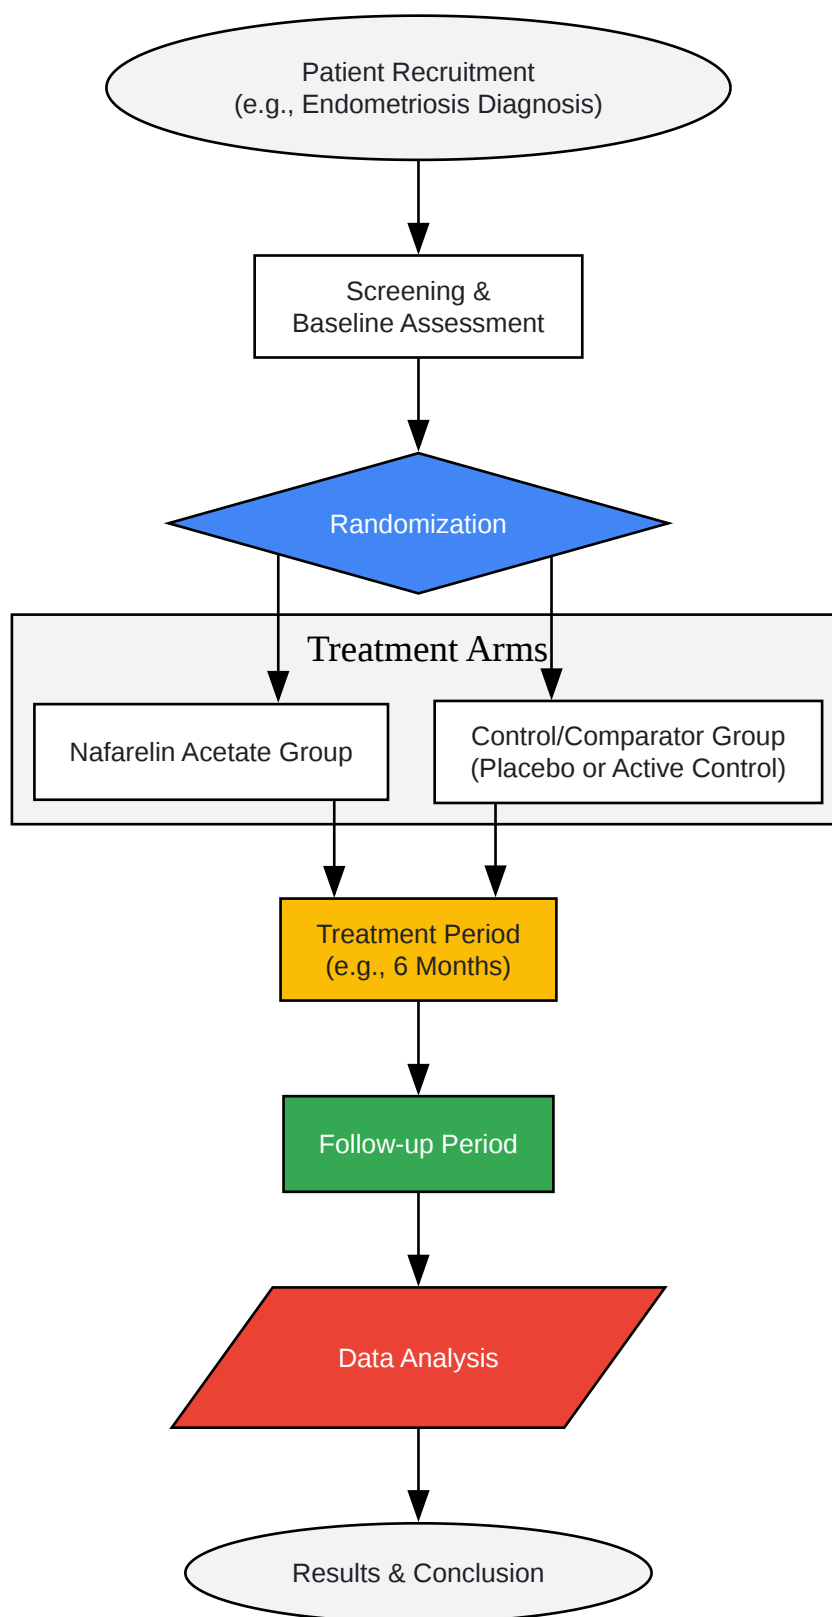 Patient Recruitment
(e.g., Endometriosis Diagnosis)
Screening &
Baseline Assessment
Randomization
Treatment Arms
Nafarelin Acetate Group
Control/Comparator Group
(Placebo or Active Control)
Treatment Period
(e.g., 6 Months)
Follow-up Period
Data Analysis
Results & Conclusion